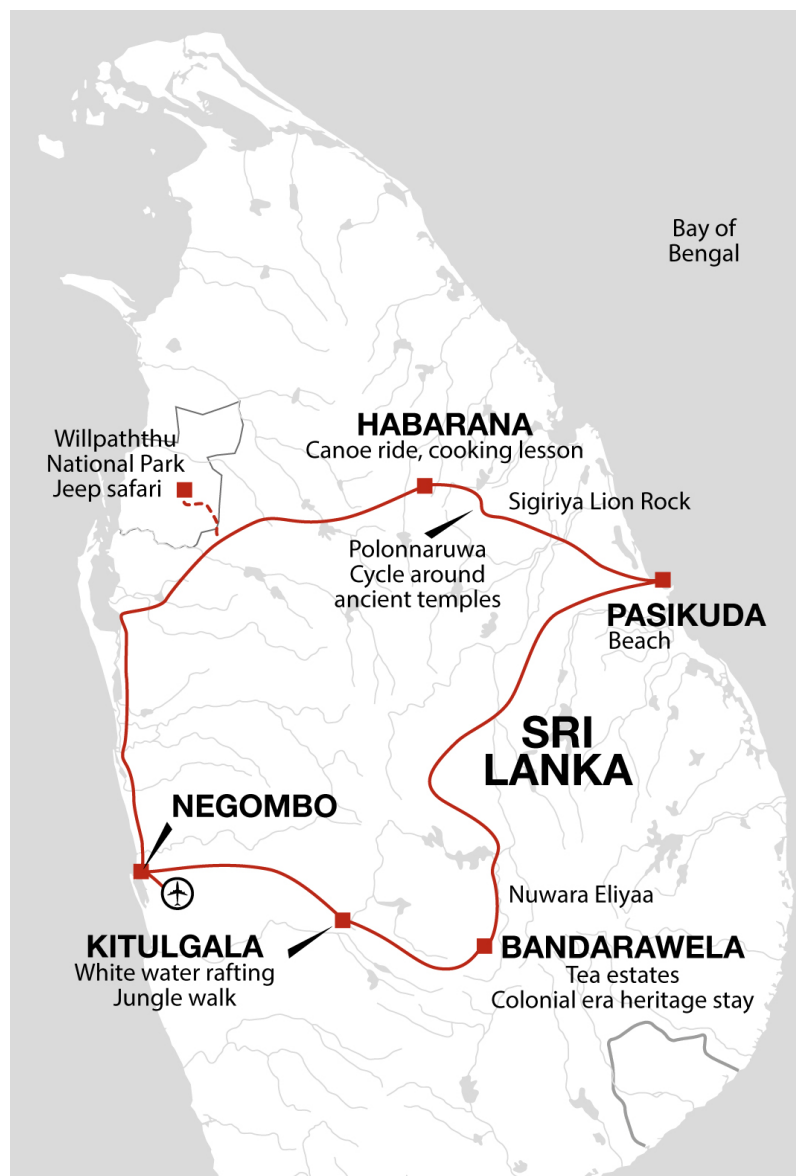 Bay of
Bengal
HABARANA
Canoe ride, cooking lesson
Willpaththu
National Park
Jeep safari
Sigiriya Lion Rock
Polonnaruwa
Cycle around
ancient temples
PASIKUDA
Beach
SRI
LANKA
NEGOMBO
Nuwara Eliyaa
KITULGALA
White water rafting
Jungle walk
BANDARAWELA
Tea estates
Colonial era heritage stay